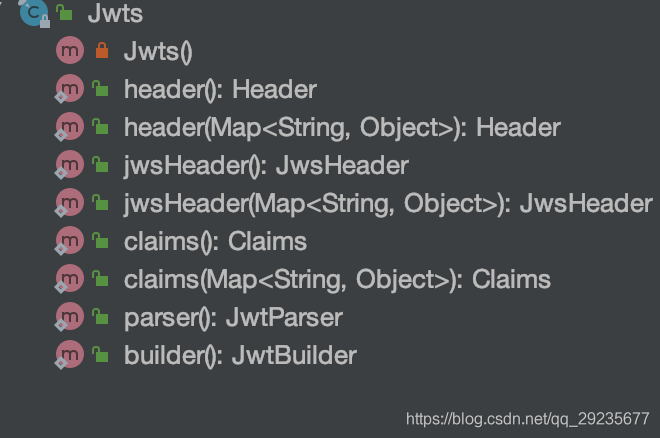 Jwts
Jwts()
header(): Header
header(Map<String, Object>): Header
jwsHeader(): JwsHeader
jwsHeader(Map<String, Object>): JwsHeader
claims(): Claims
claims(Map<String, Object>): Claims
parser(): JwtParser
builder(): JwtBuilder
https://blog.csdn.net/qq_29235677